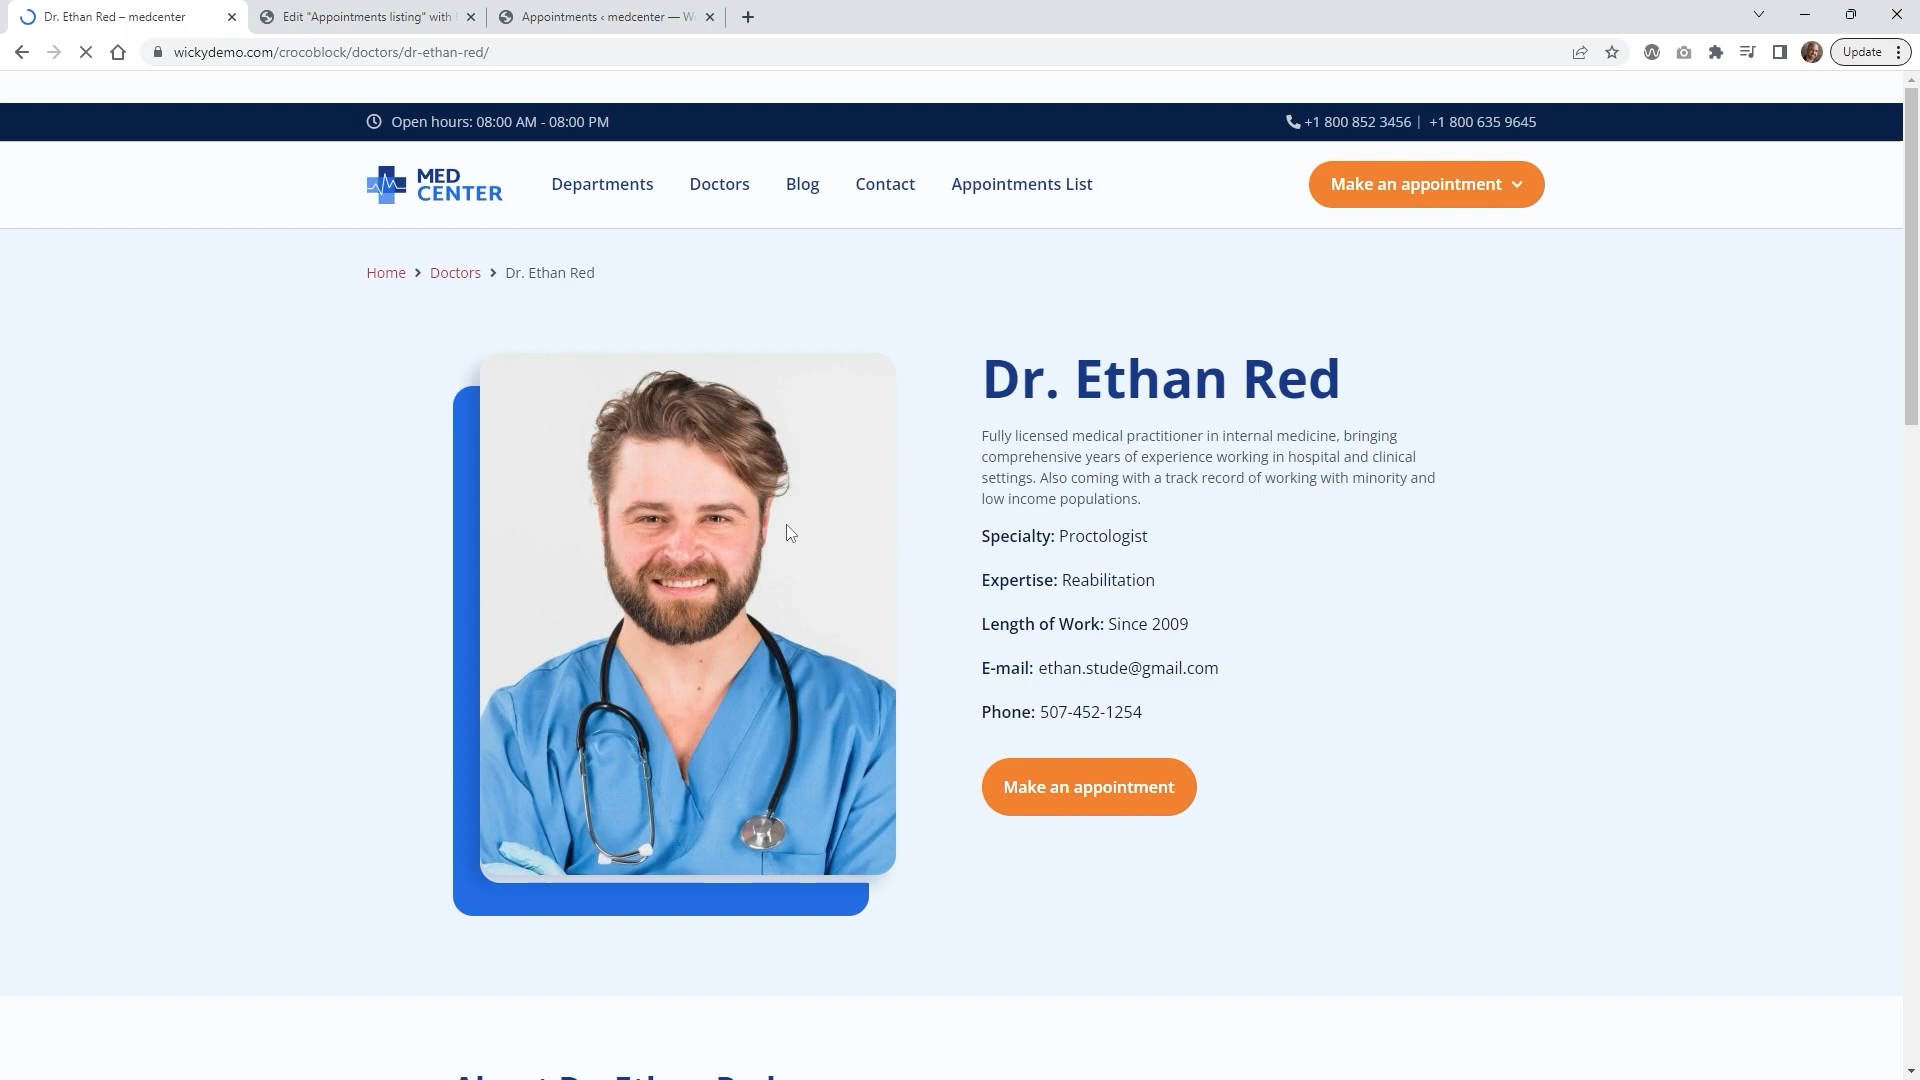 Dr. Ethan Red – medcenter
Edit "Appointments listing" with
Appointments ‹ medcenter — W
wickydemo.com/crocoblock/doctors/dr-ethan-red/
Update
Open hours: 08:00 AM - 08:00 PM
+1 800 852 3456 | +1 800 635 9645
MED CENTER
Departments
Doctors
Blog
Contact
Appointments List
Make an appointment
Home > Doctors > Dr. Ethan Red
Dr. Ethan Red
Fully licensed medical practitioner in internal medicine, bringing
comprehensive years of experience working in hospital and clinical
settings. Also coming with a track record of working with minority and
low income populations.
Specialty: Proctologist
Expertise: Reabilitation
Length of Work: Since 2009
E-mail: ethan.stude@gmail.com
Phone: 507-452-1254
Make an appointment
About Dr. Ethan Red